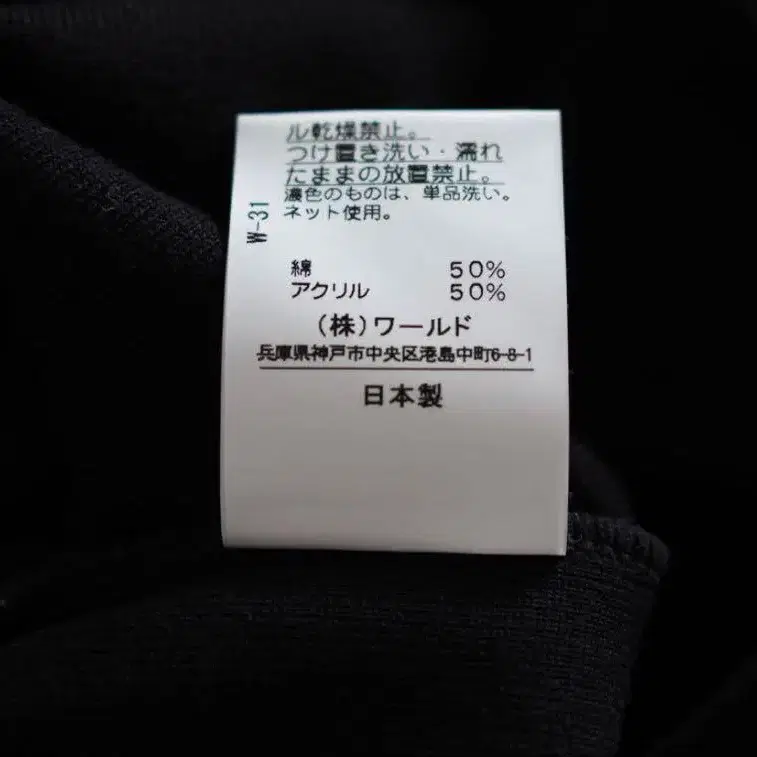 ル乾燥禁止。
つけ置き洗い・濡れ
たままの放置禁止。
濃色のものは、単品洗い。
ネット使用。
W-31
綿 50%
アクリル 50%
(株)ワールド
兵庫県神戸市中央区港島中町6-8-1
日本製